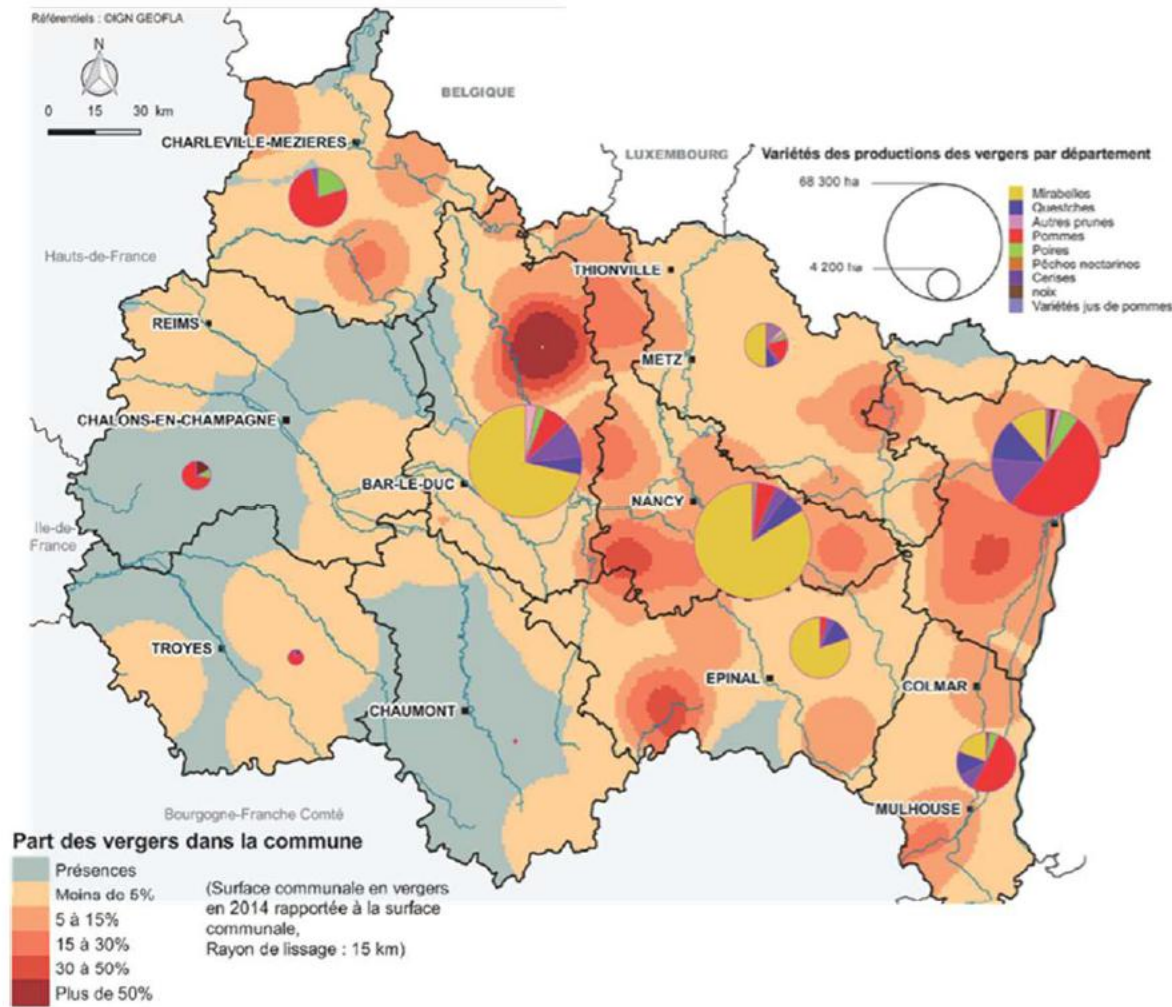 Référentiels : ©IGN GEOFLA
N
0 15 30 km
BELGIQUE
CHARLEVILLE-MEZIERES
LUXEMBOURG
Variétés des productions des vergers par département
68 300 ha
4 200 ha
Mirabelles
Questches
Autres prunes
Pommes
Poires
Pêches nectarines
Cerises
noix
Variétés jus de pommes
Hauts-de-France
THIONVILLE
REIMS
METZ
CHALONS-EN-CHAMPAGNE
BAR-LE-DUC
NANCY
Ile-de-
France
TROYES
EPINAL
COLMAR
CHAUMONT
MULHOUSE
Bourgogne-Franche Comté
Part des vergers dans la commune
Présences
Moins de 5%
5 à 15%
15 à 30%
30 à 50%
Plus de 50%
(Surface communale en vergers
en 2014 rapportée à la surface
communale,
Rayon de lissage : 15 km)